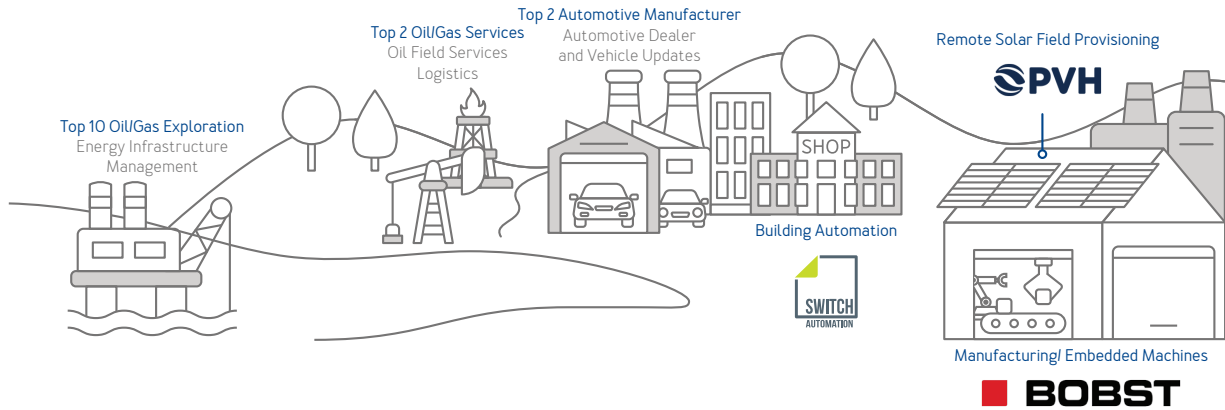 Top 10 Oil/Gas Exploration
Energy Infrastructure
Management
Top 2 Oil/Gas Services
Oil Field Services
Logistics
Top 2 Automotive Manufacturer
Automotive Dealer
and Vehicle Updates
SHOP
Building Automation
SWITCH
AUTOMATION
Remote Solar Field Provisioning
PVH
Manufacturing/ Embedded Machines
BOBST